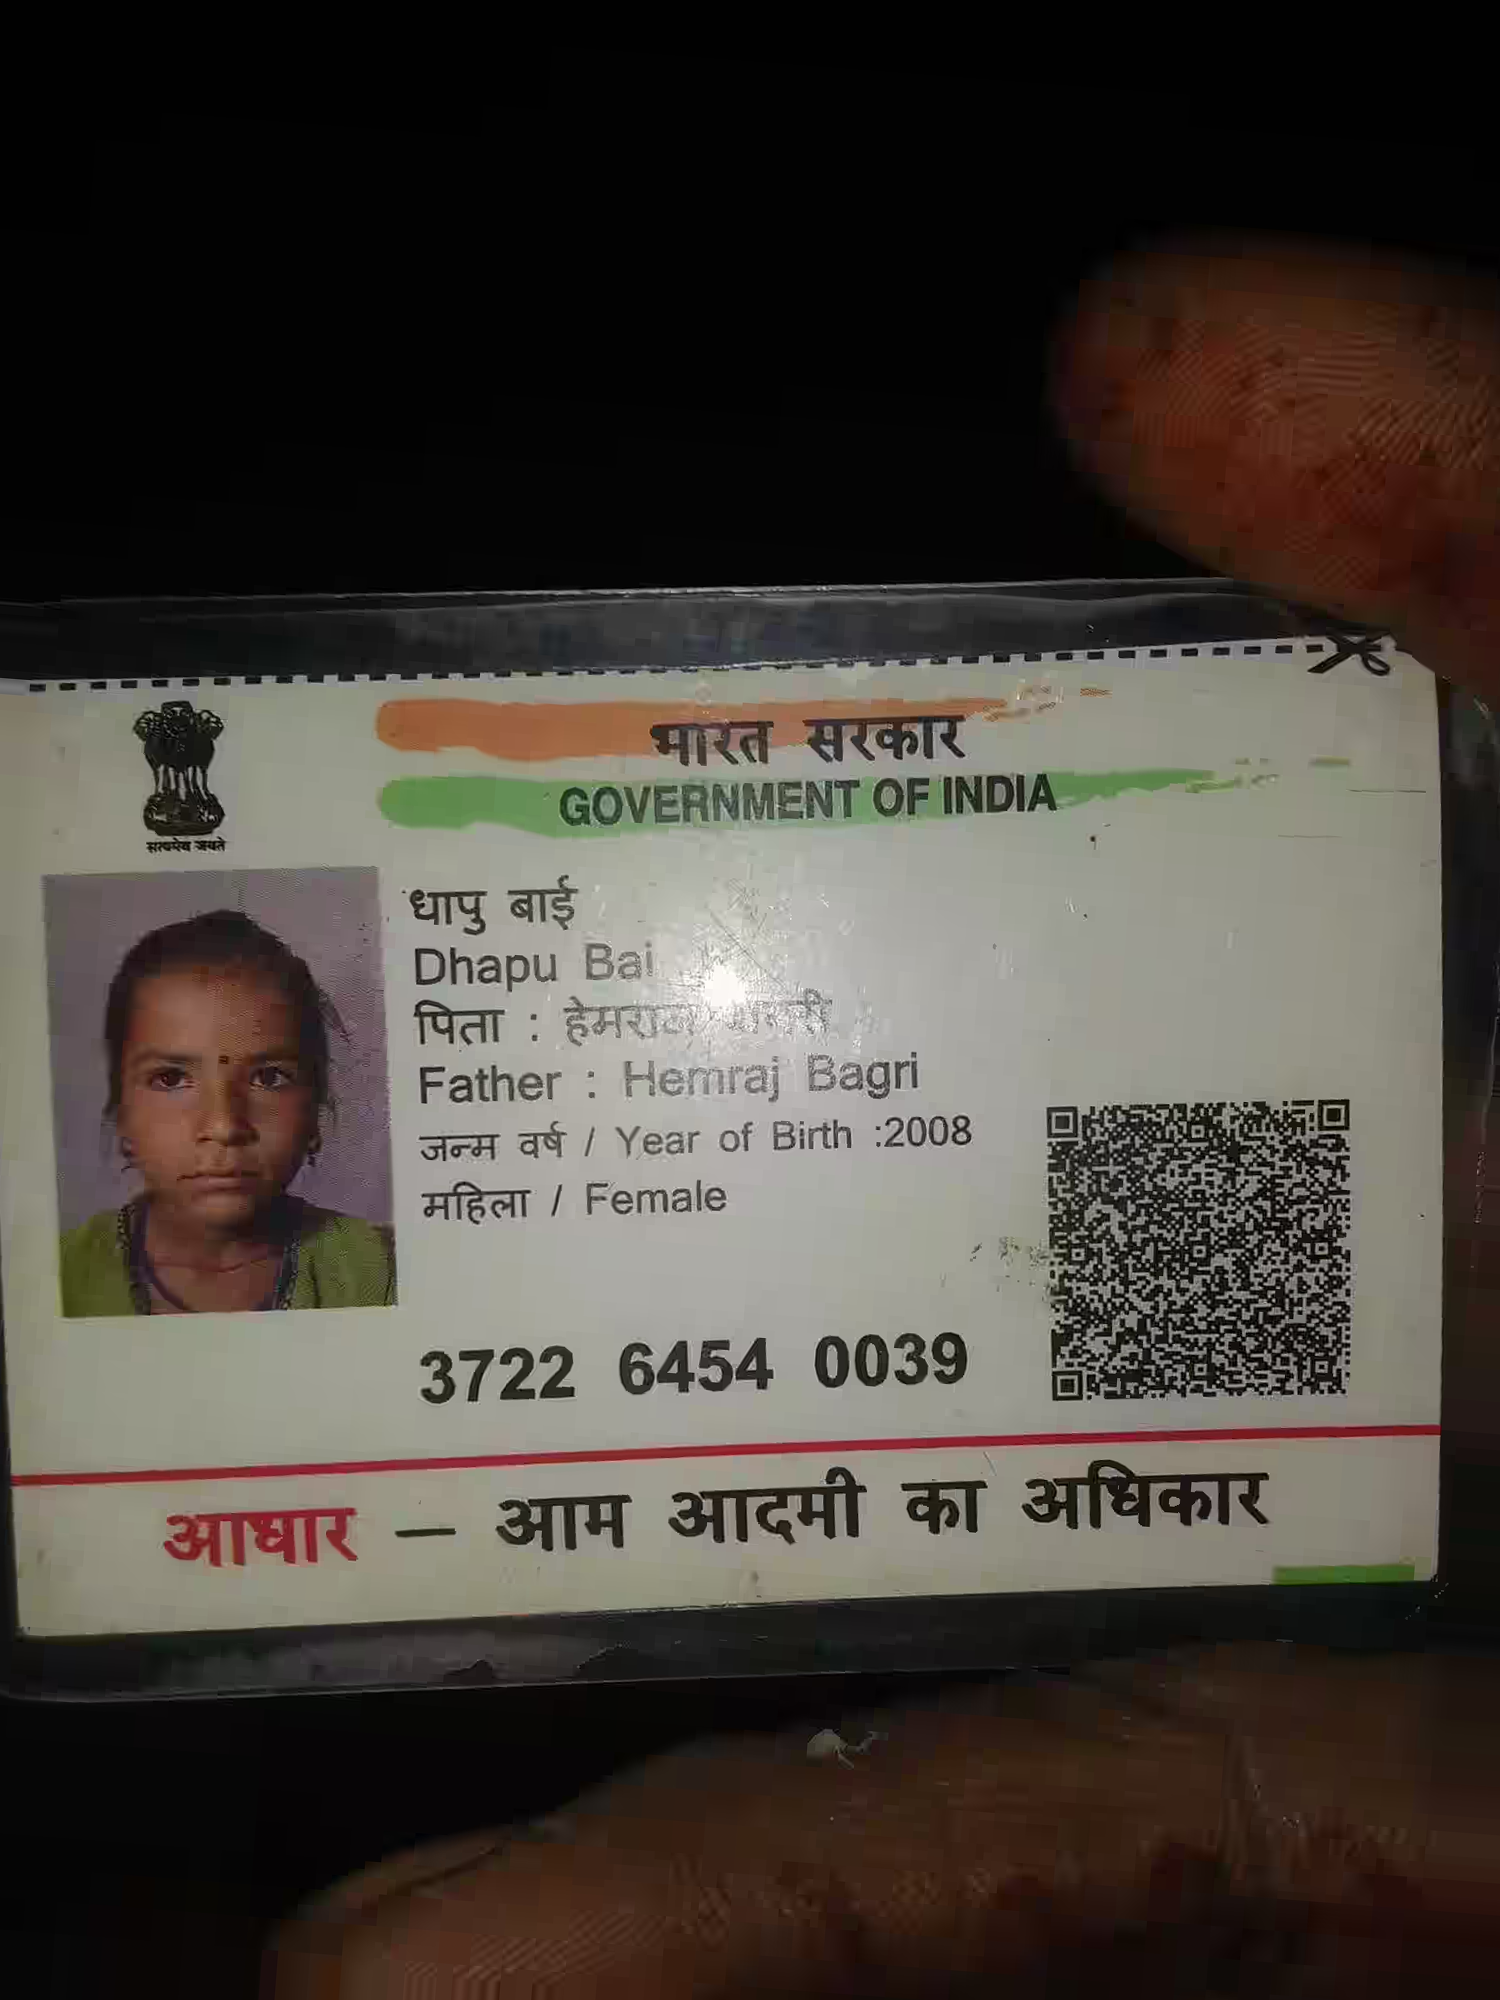 भारत सरकार
GOVERNMENT OF INDIA
सत्यमेव जयते
धापु बाई
Dhapu Bai
पिता : हेमराज
Father : Hemraj Bagri
जन्म वर्ष / Year of Birth :2008
महिला / Female
3722 6454 0039
आधार — आम आदमी का अधिकार